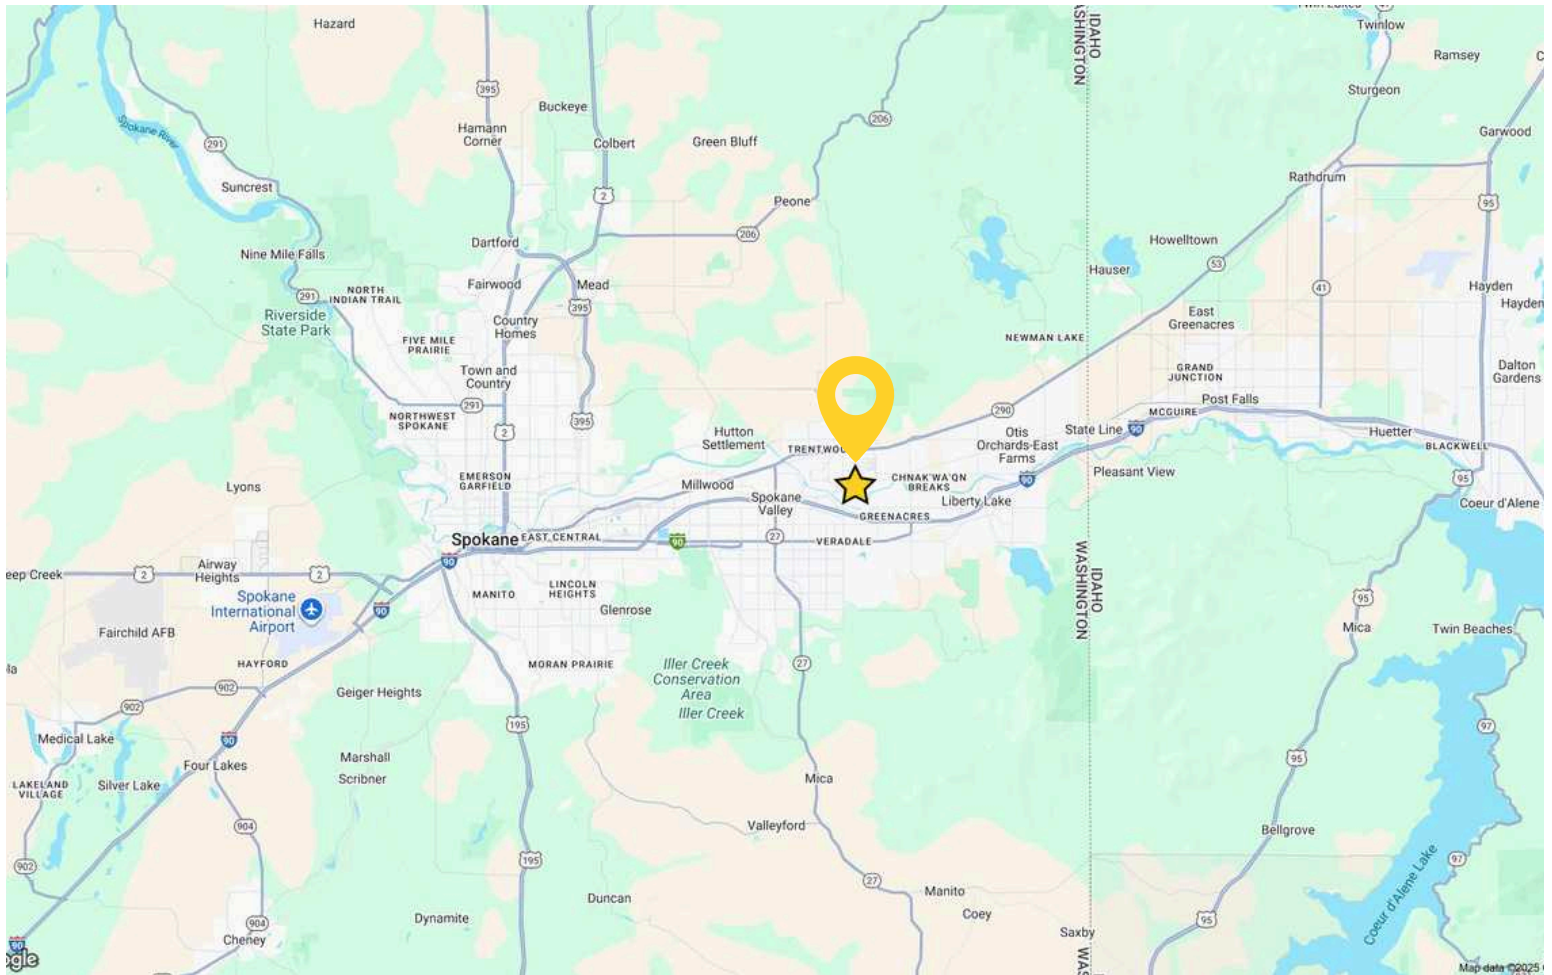 Hazard
395
Buckeye
Hamann
Corner
Colbert
Green Bluff
206
IDAHO
WASHINGTON
Twinlow
Ramsey
Sturgeon
Garwood
Spokane River
291
Suncrest
2
Peone
206
Rathdrum
95
Nine Mile Falls
Dartford
Fairwood
Mead
395
Howelltown
53
Hauser
41
Hayden
Hayden
291
NORTH
INDIAN TRAIL
Riverside
State Park
Country
Homes
FIVE MILE
PRAIRIE
East
Greenacres
NEWMAN LAKE
Town and
Country
GRAND
JUNCTION
Dalton
Gardens
291
NORTHWEST
SPOKANE
2
395
290
MCGUIRE
Post Falls
Hutton
Settlement
Otis
Orchards-East
Farms
State Line
90
Huetter
BLACKWELL
EMERSON
GARFIELD
Millwood
CHNAK'WA'QN
BREAKS
90
Pleasant View
95
Lyons
Spokane
Valley
Liberty Lake
Coeur d'Alene
GREENACRES
Spokane
EAST CENTRAL
90
27
VERADALE
90
eep Creek
2
Airway
Heights
2
Spokane
International
Airport
90
MANITO
LINCOLN
HEIGHTS
Glenrose
IDAHO
WASHINGTON
95
Fairchild AFB
Mica
Twin Beaches
HAYFORD
MORAN PRAIRIE
Iller Creek
Conservation
Area
Iller Creek
27
902
Geiger Heights
902
195
97
90
Medical Lake
Marshall
Four Lakes
Scribner
95
LAKELAND
VILLAGE
Silver Lake
Mica
904
Valleyford
Bellgrove
902
195
97
27
Manito
Duncan
Coey
Coeur d'Alene Lake
904
Dynamite
95
Cheney
Saxby
90
ogle
Map data ©2025